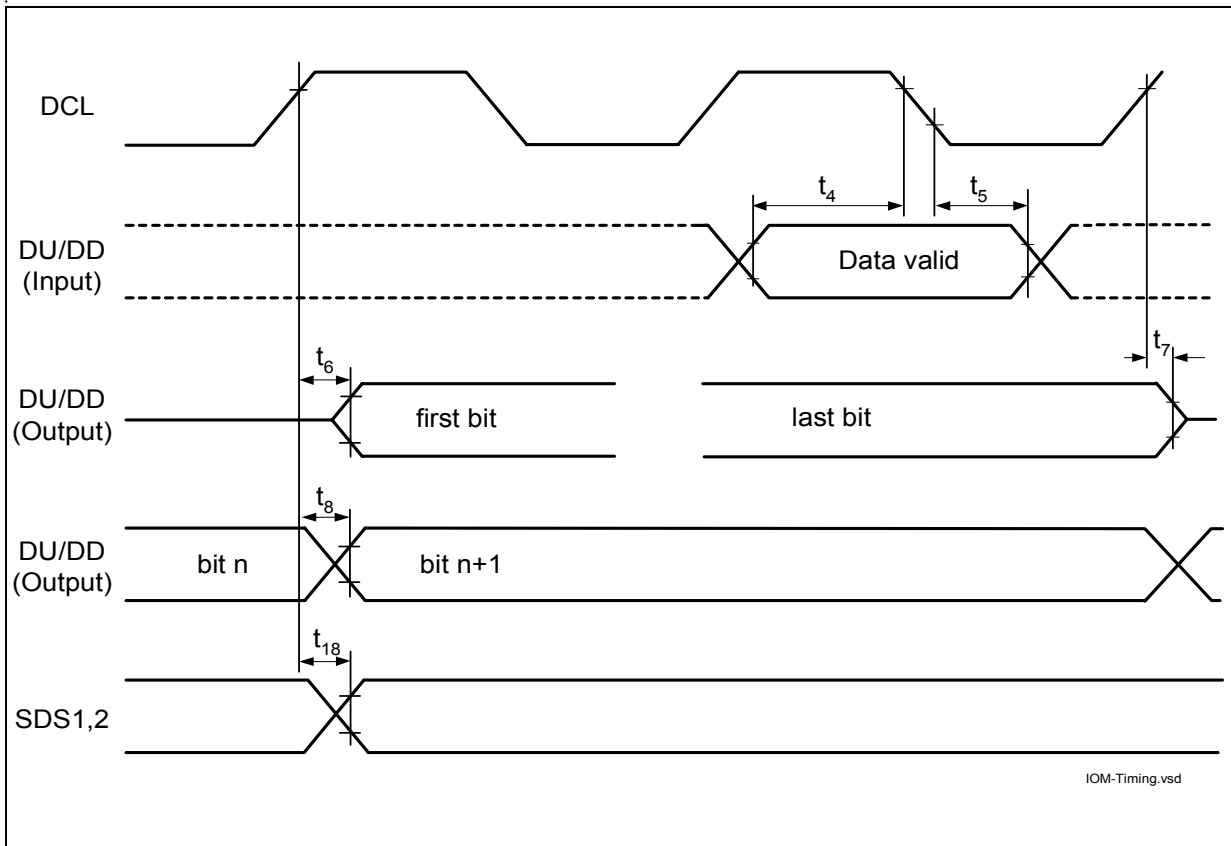 DCL
t4
t5
DU/DD
(Input)
Data valid
t7
t6
DU/DD
(Output)
first bit
last bit
t8
DU/DD
(Output)
bit n
bit n+1
t18
SDS1,2
IOM-Timing.vsd